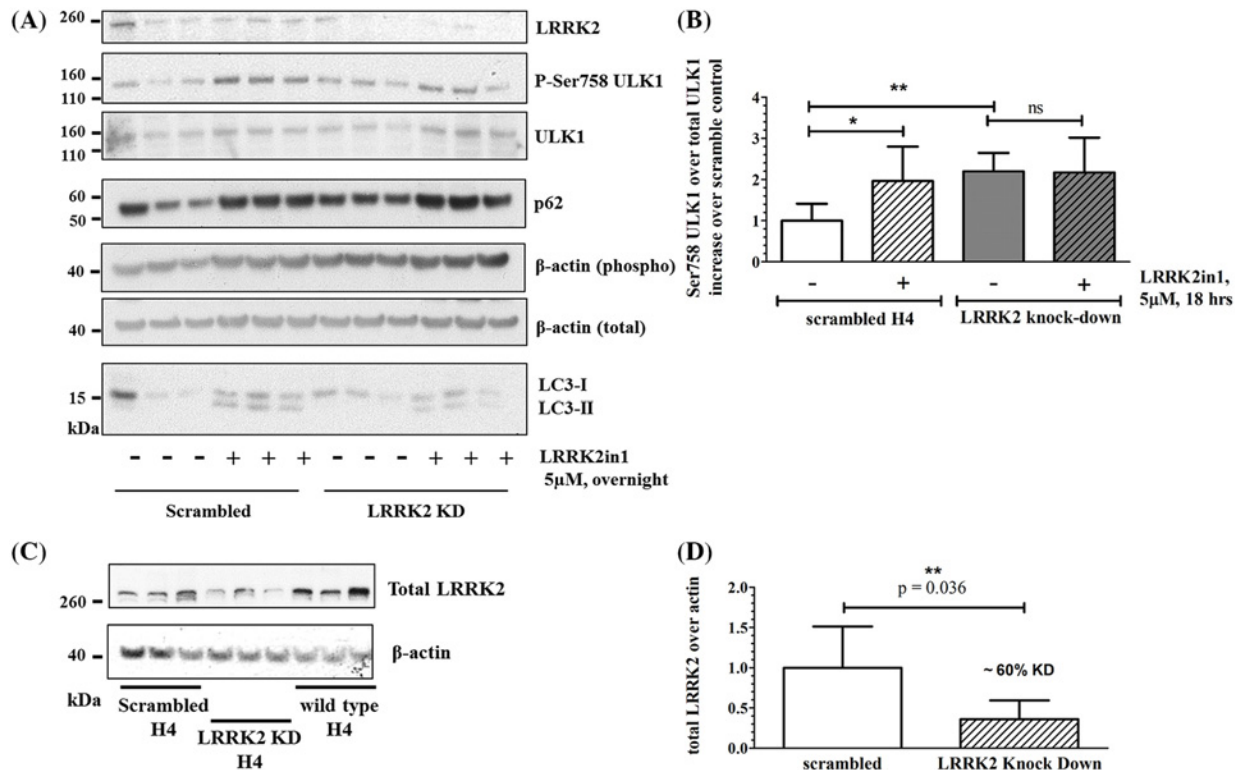 (A)
260
LRRK2
160
110
P-Ser758 ULK1
160
110
ULK1
60
50
p62
40
β-actin (phospho)
40
β-actin (total)
15
kDa
LC3-I
LC3-II
- - - + + + - - - + + +
LRRK2in1
5μM, overnight
Scrambled
LRRK2 KD
(B)
Ser758 ULK1 over total ULK1
increase over scramble control
4
3
2
1
0
**
*
ns
- + - +
LRRK2in1,
5μM, 18 hrs
scrambled H4
LRRK2 knock-down
(C)
260
Total LRRK2
40
β-actin
kDa
Scrambled
H4
LRRK2 KD
H4
wild type
H4
(D)
total LRRK2 over actin
2.0
1.5
1.0
0.5
0.0
**
p = 0.036
~ 60% KD
scrambled
LRRK2 Knock Down